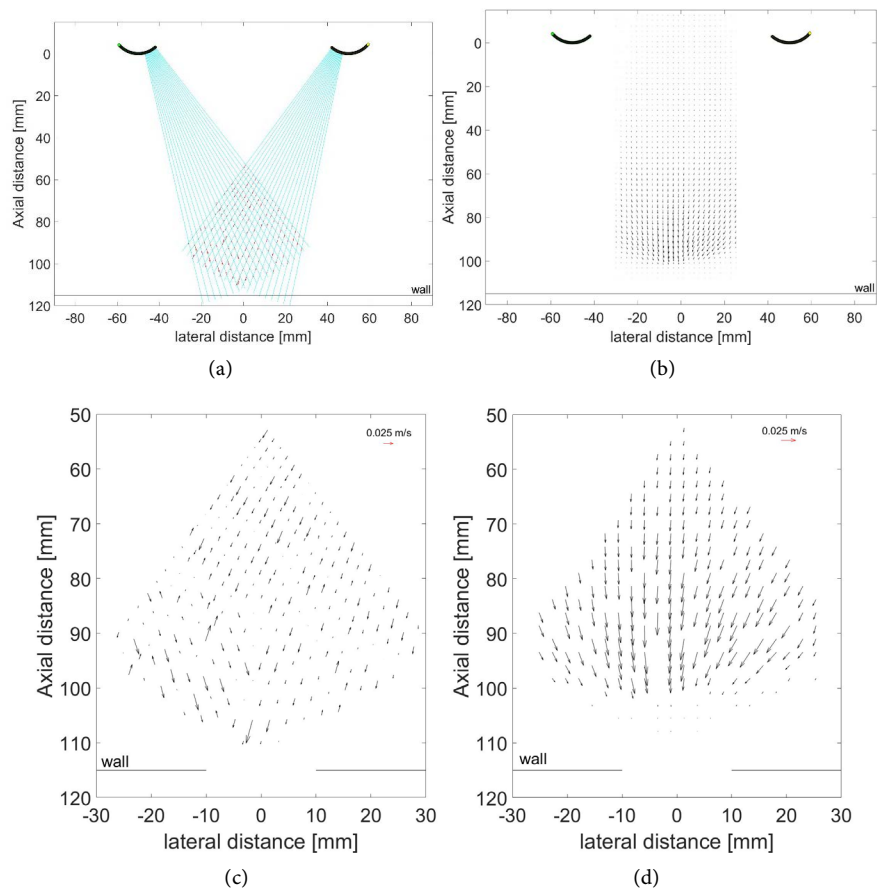 0
20
40
60
80
100
120
Axial distance [mm]
wall
-80 -60 -40 -20 0 20 40 60 80
lateral distance [mm]
(a)
0
20
40
60
80
100
120
Axial distance [mm]
wall
-80 -60 -40 -20 0 20 40 60 80
lateral distance [mm]
(b)
50
60
70
80
90
100
110
120
Axial distance [mm]
0.025 m/s
wall
-30 -20 -10 0 10 20 30
lateral distance [mm]
(c)
50
60
70
80
90
100
110
120
Axial distance [mm]
0.025 m/s
wall
-30 -20 -10 0 10 20 30
lateral distance [mm]
(d)